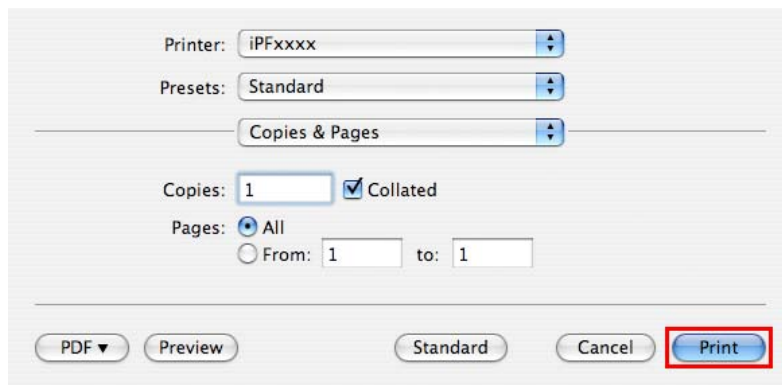 Printer: iPFxxxx
Presets: Standard
Copies & Pages
Copies: 1 Collated
Pages: All
From: 1 to: 1
PDF ▼ Preview Standard Cancel Print